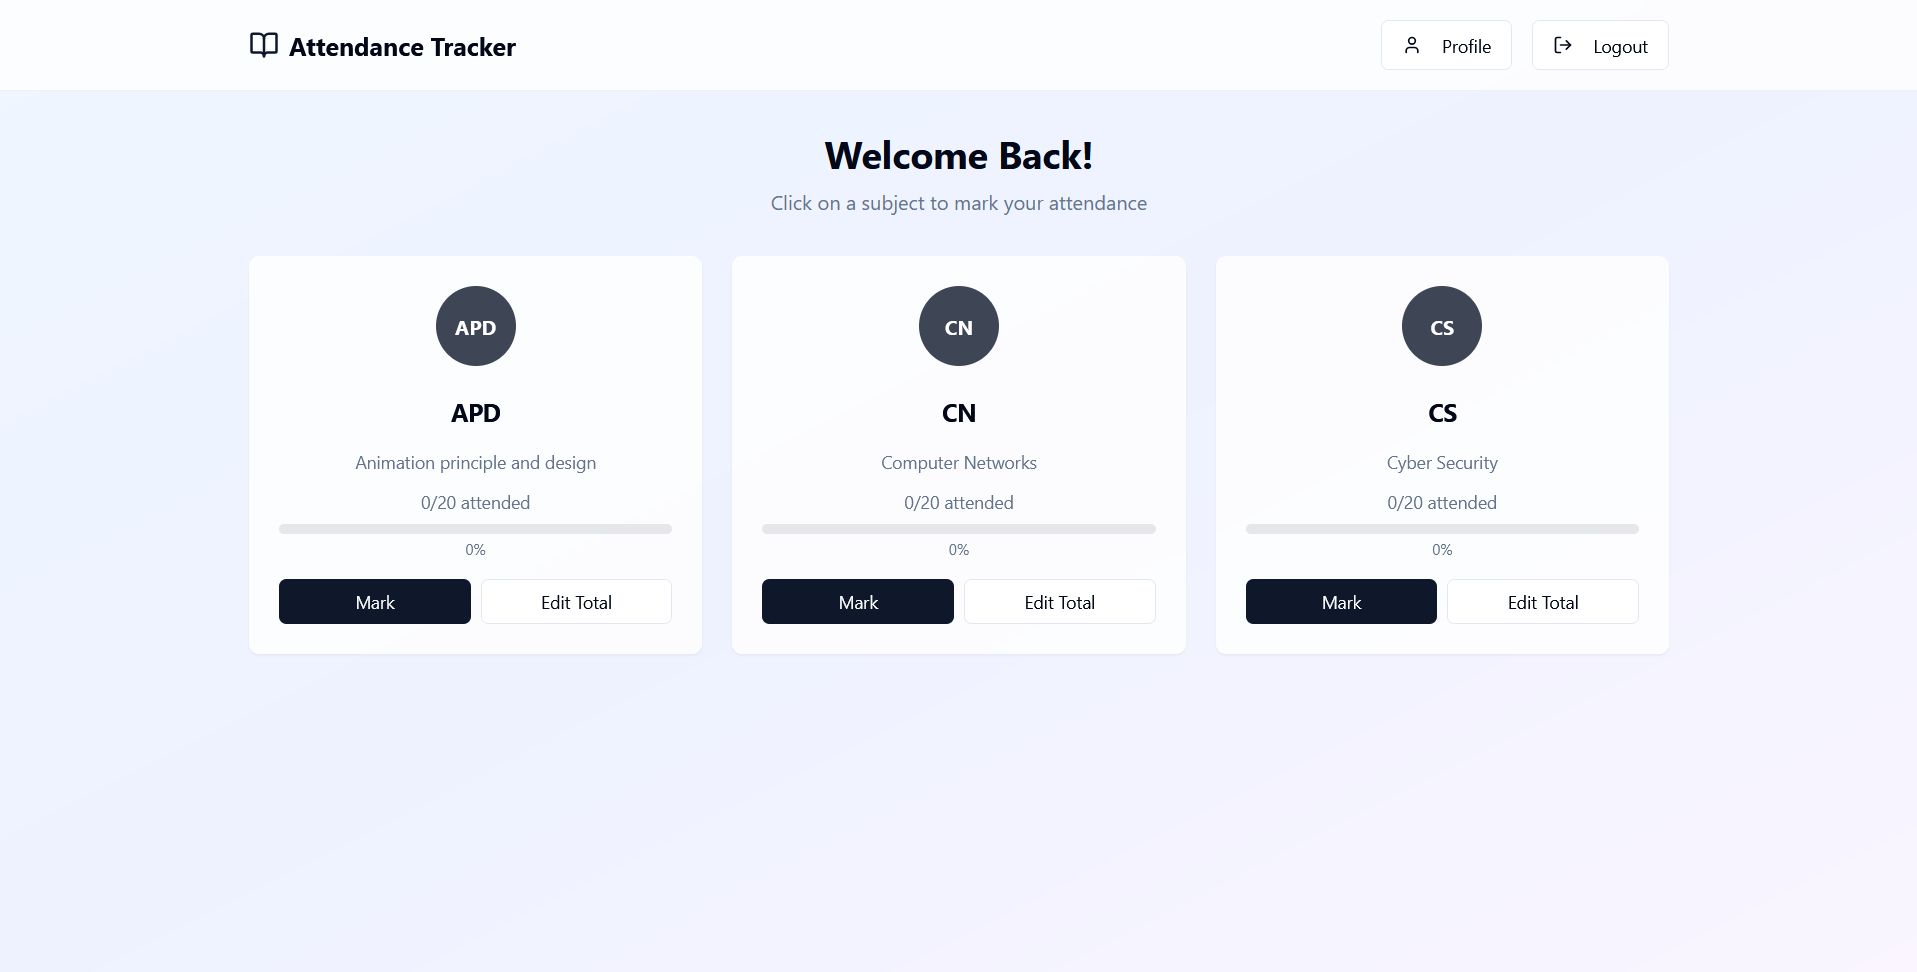 Attendance Tracker
Profile
Logout
Welcome Back!
Click on a subject to mark your attendance
APD
APD
Animation principle and design
0/20 attended
0%
Mark
Edit Total
CN
CN
Computer Networks
0/20 attended
0%
Mark
Edit Total
CS
CS
Cyber Security
0/20 attended
0%
Mark
Edit Total